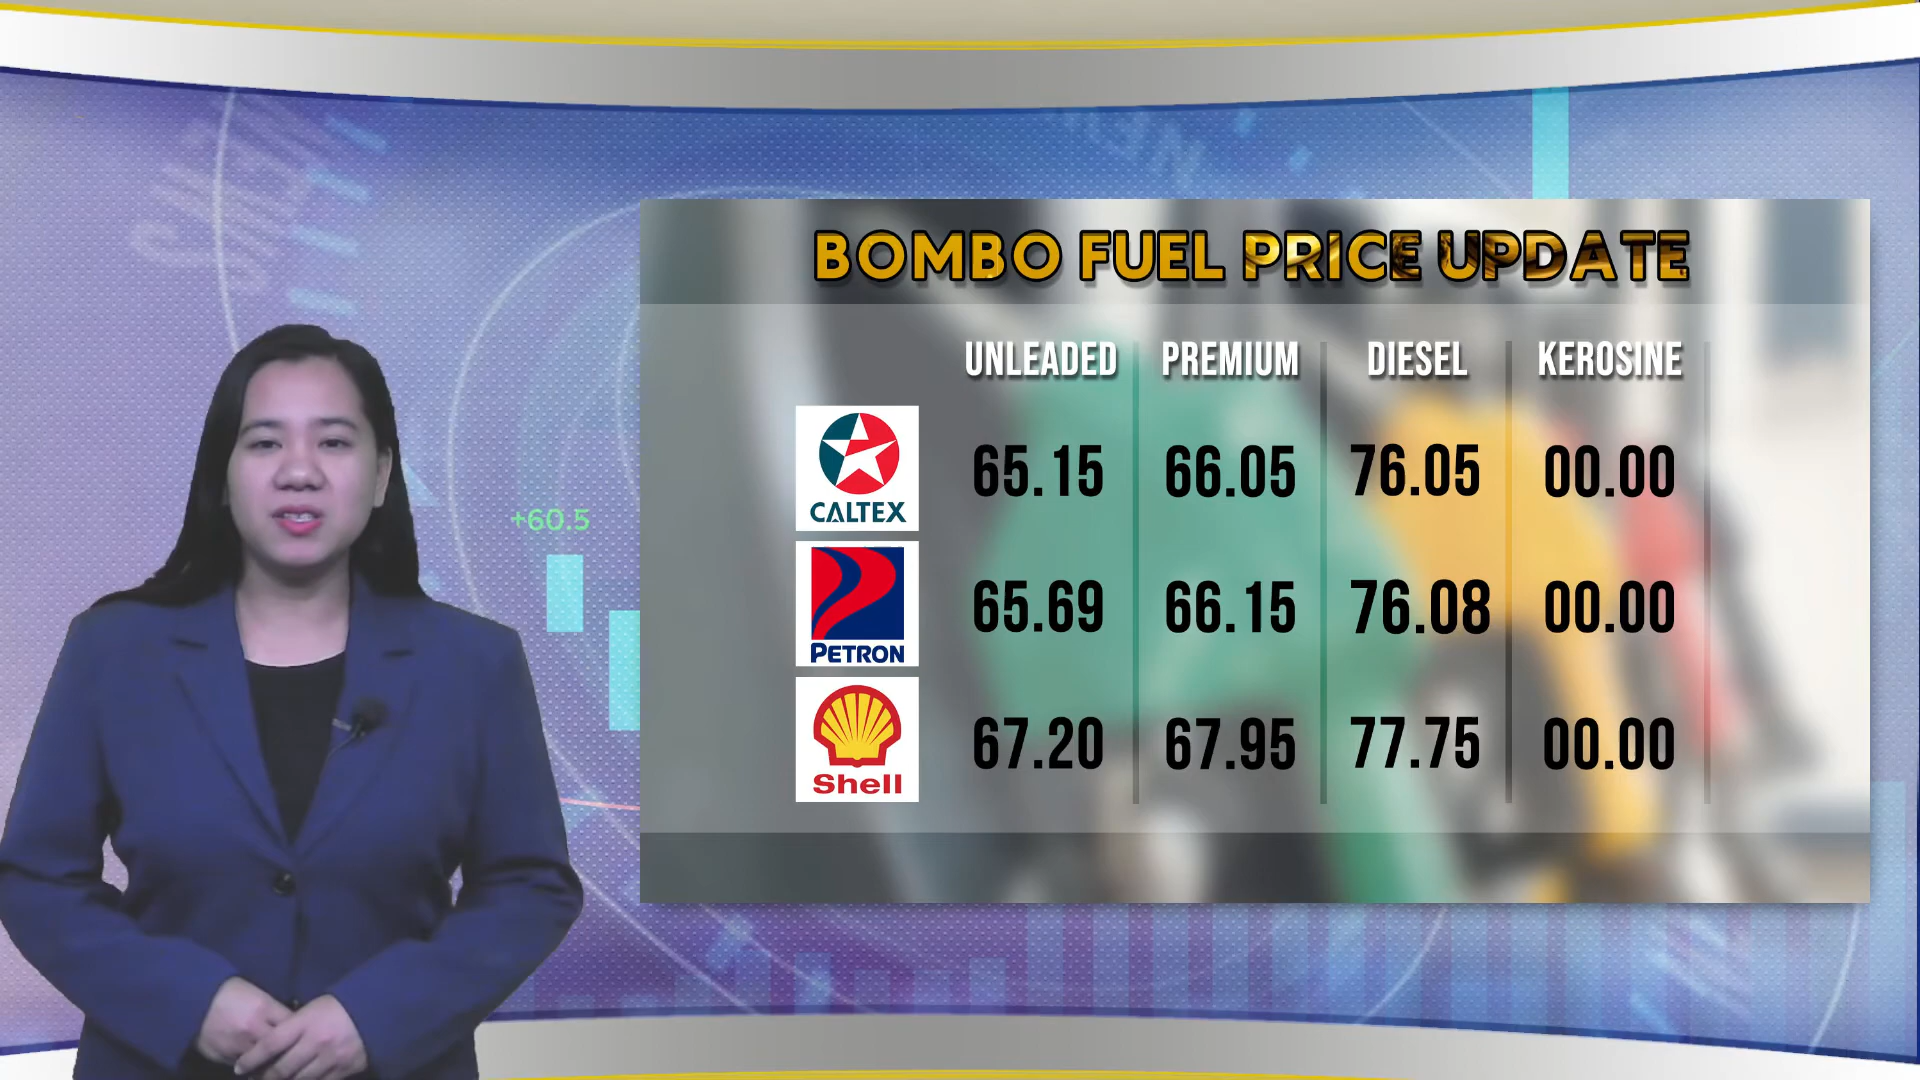 BOMBO FUEL PRICE UPDATE
UNLEADED PREMIUM DIESEL KEROSINE
CALTEX 65.15 66.05 76.05 00.00
+60.5
PETRON 65.69 66.15 76.08 00.00
Shell 67.20 67.95 77.75 00.00